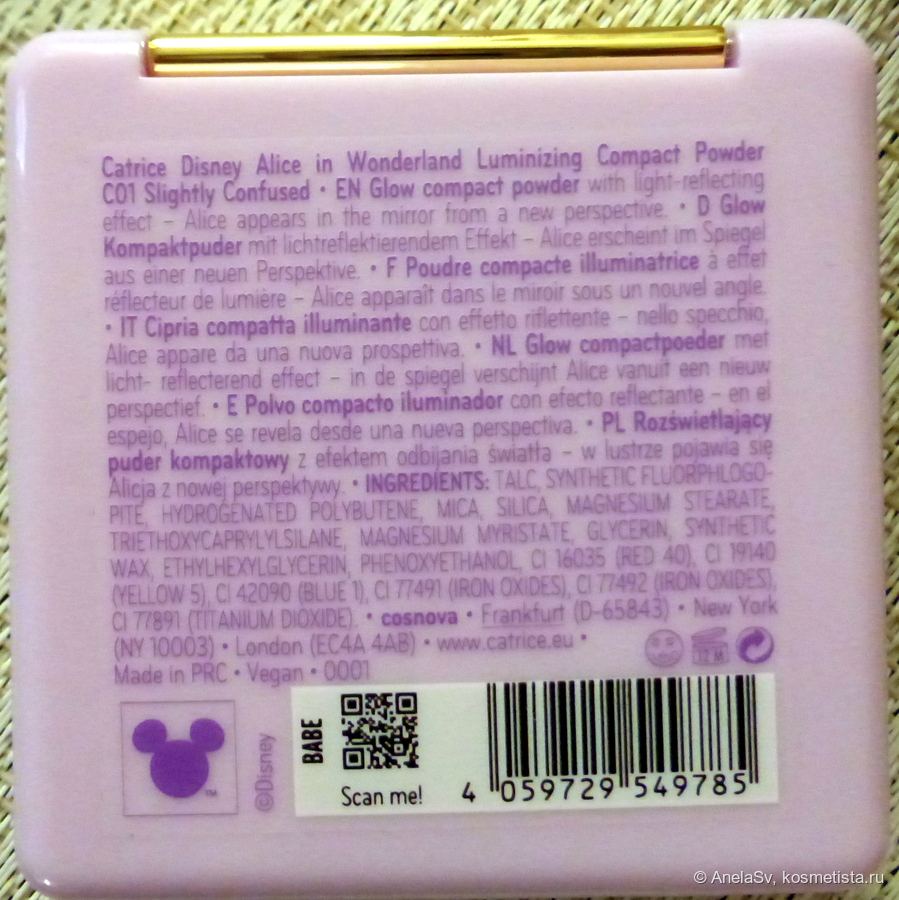 Catrice Disney Alice in Wonderland Luminizing Compact Powder
C01 Slightly Confused • EN Glow compact powder with light-reflecting
effect – Alice appears in the mirror from a new perspective. • D Glow
Kompaktpuder mit lichtreflektierendem Effekt – Alice erscheint im Spiegel
aus einer neuen Perspektive. • F Poudre compacte illuminatrice à effet
réflecteur de lumière – Alice apparaît dans le miroir sous un nouvel angle.
• IT Cipria compatta illuminante con effetto riflettente – nello specchio,
Alice appare da una nuova prospettiva. • NL Glow compactpoeder met
licht- reflecterend effect – in de spiegel verschijnt Alice vanuit een nieuw
perspectief. • E Polvo compacto iluminador con efecto reflectante – en el
espejo, Alice se revela desde una nueva perspectiva. • PL Rozświetlający
puder kompaktowy z efektem odbijania światła – w lustrze pojawia się
Alicja z nowej perspektywy. • INGREDIENTS: TALC, SYNTHETIC FLUORPHLOGO-
PITE, HYDROGENATED POLYBUTENE, MICA, SILICA, MAGNESIUM STEARATE,
TRIETHOXYCAPRYLYLSILANE, MAGNESIUM MYRISTATE, GLYCERIN, SYNTHETIC
WAX, ETHYLHEXYLGLYCERIN, PHENOXYETHANOL, CI 16035 (RED 40), CI 19140
(YELLOW 5), CI 42090 (BLUE 1), CI 77491 (IRON OXIDES), CI 77492 (IRON OXIDES),
CI 77891 (TITANIUM DIOXIDE). • cosnova • Frankfurt (D-65843) • New York
(NY 10003) • London (EC4A 4AB) • www.catrice.eu •
12 M
Made in PRC • Vegan • 0001
TM
©Disney
BABE
Scan me!
4 059729 549785
© AnelaSv, kosmetista.ru